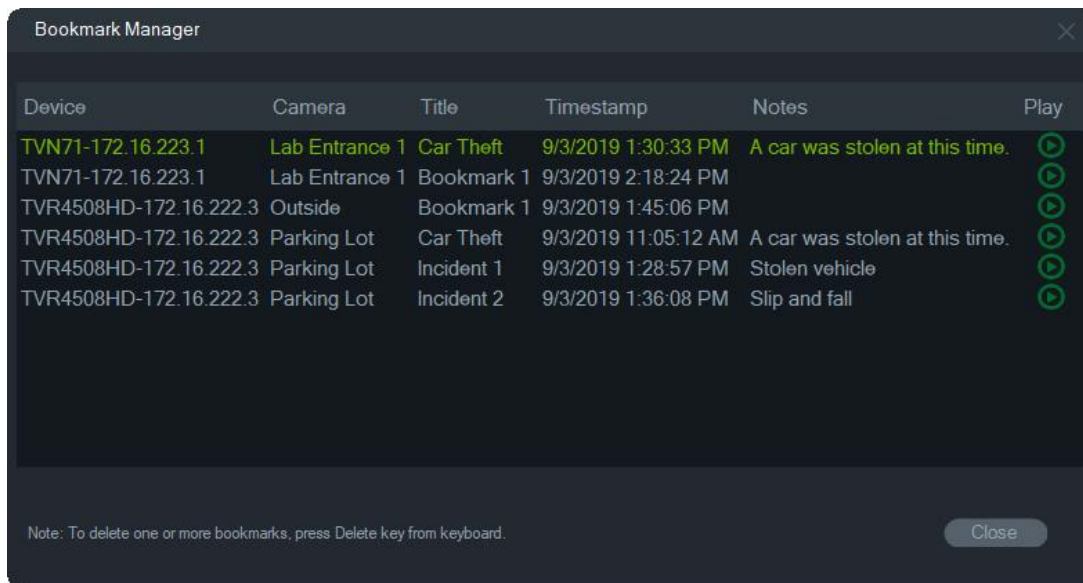 Bookmark Manager
Device Camera Title Timestamp Notes Play
TVN71-172.16.223.1 Lab Entrance 1 Car Theft 9/3/2019 1:30:33 PM A car was stolen at this time.
TVN71-172.16.223.1 Lab Entrance 1 Bookmark 1 9/3/2019 2:18:24 PM
TVR4508HD-172.16.222.3 Outside Bookmark 1 9/3/2019 1:45:06 PM
TVR4508HD-172.16.222.3 Parking Lot Car Theft 9/3/2019 11:05:12 AM A car was stolen at this time.
TVR4508HD-172.16.222.3 Parking Lot Incident 1 9/3/2019 1:28:57 PM Stolen vehicle
TVR4508HD-172.16.222.3 Parking Lot Incident 2 9/3/2019 1:36:08 PM Slip and fall
Note: To delete one or more bookmarks, press Delete key from keyboard. Close